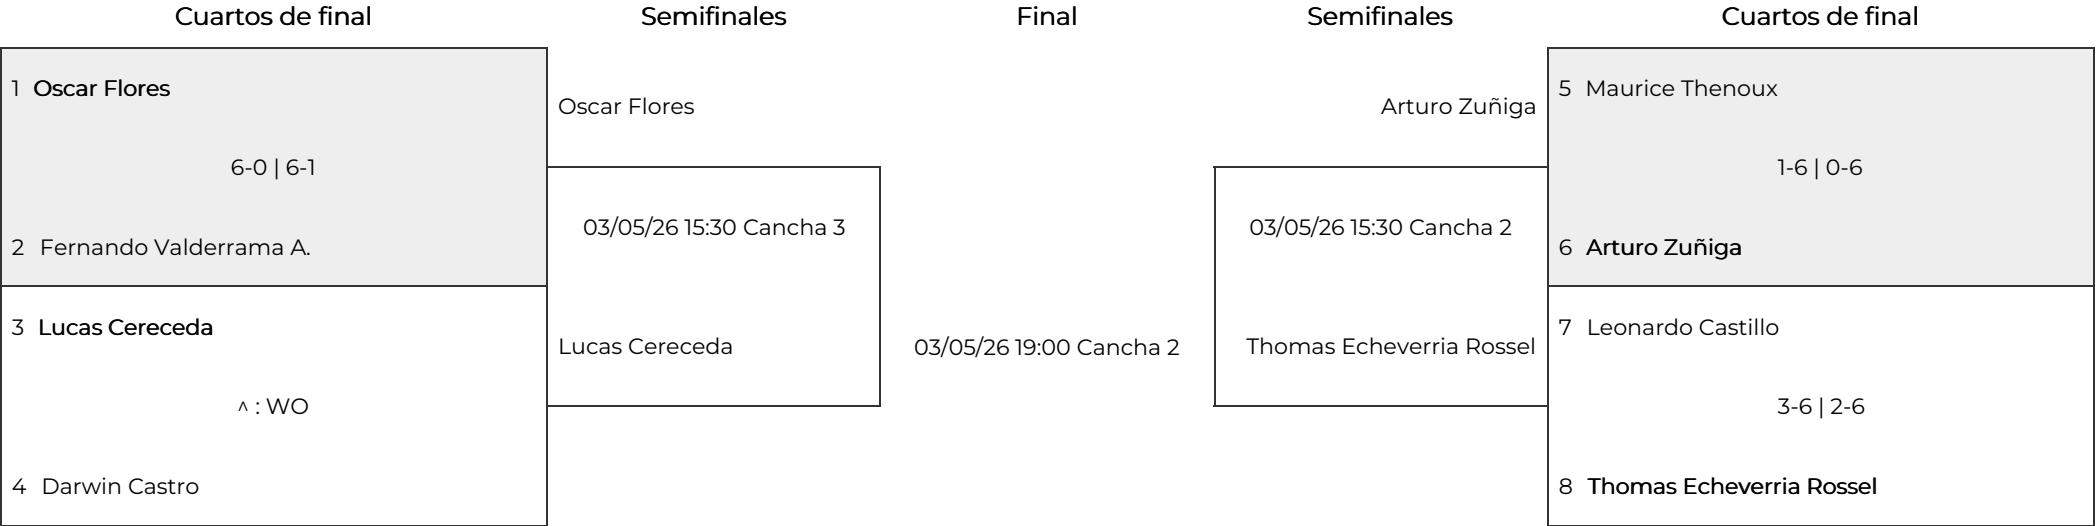 Cuartos de final
Semifinales
Final
Semifinales
Cuartos de final
1 Oscar Flores
6-0 | 6-1
2 Fernando Valderrama A.
3 Lucas Cereceda
^ : WO
4 Darwin Castro
Oscar Flores
03/05/26 15:30 Cancha 3
Lucas Cereceda
03/05/26 19:00 Cancha 2
Arturo Zuñiga
03/05/26 15:30 Cancha 2
Thomas Echeverria Rossel
5 Maurice Thenoux
1-6 | 0-6
6 Arturo Zuñiga
7 Leonardo Castillo
3-6 | 2-6
8 Thomas Echeverria Rossel